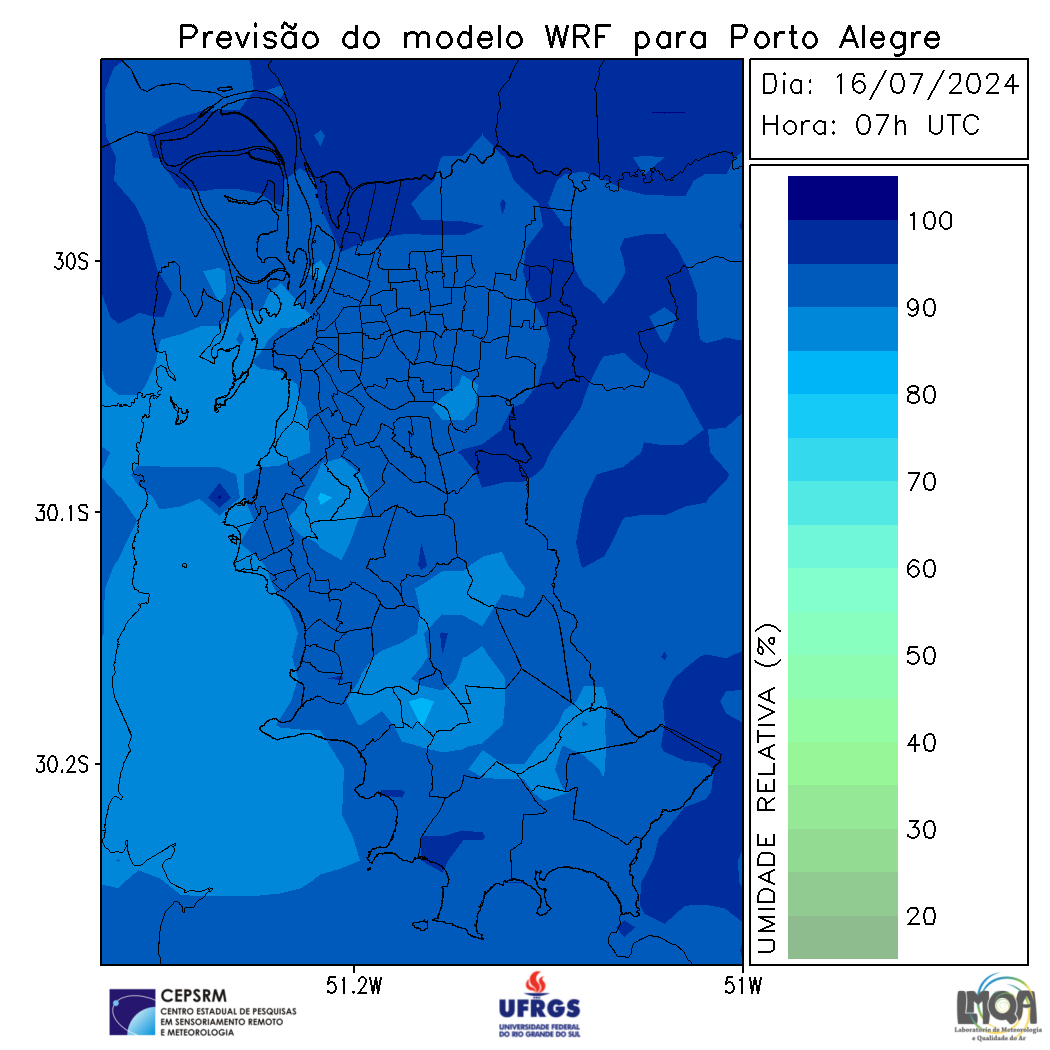 Previsão do modelo WRF para Porto Alegre
Dia: 16/07/2024
Hora: 07h UTC
30S
30.1S
30.2S
51.2W
51W
100
90
80
70
60
50
40
30
20
UMIDADE RELATIVA (%)
CEPSRM
CENTRO ESTADUAL DE PESQUISAS
EM SENSORIAMENTO REMOTO
E METEOROLOGIA
UFRGS
UNIVERSIDADE FEDERAL
DO RIO GRANDE DO SUL
LMQA
Laboratório de Meteorologia
e Qualidade do Ar